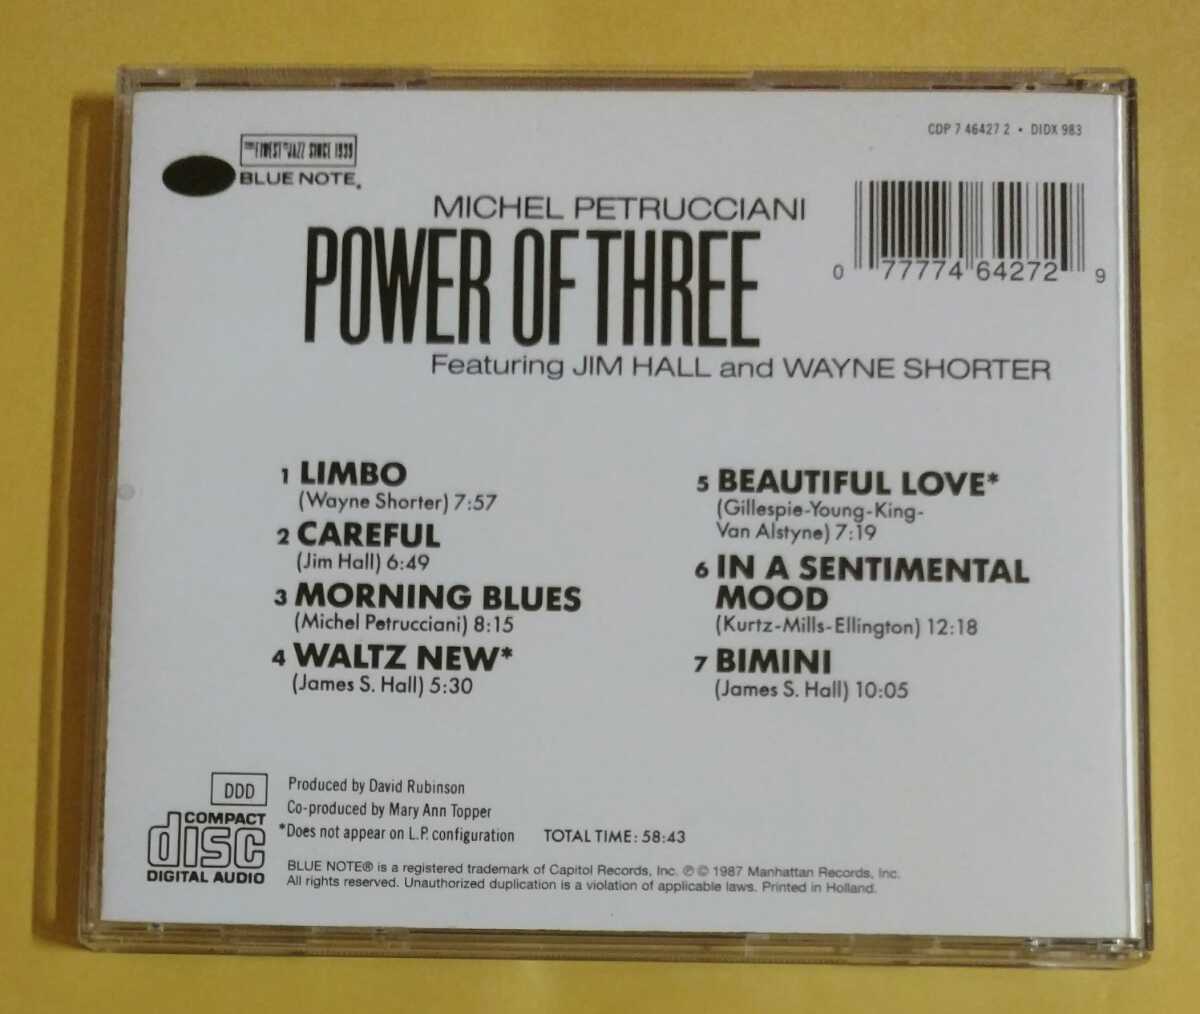 CDP 7 46427 2 • DIDX 983
THE FINEST IN JAZZ SINCE 1939
BLUE NOTE®
MICHEL PETRUCCIANI
POWER OF THREE
Featuring JIM HALL and WAYNE SHORTER
0 77774 64272 9
1 LIMBO
(Wayne Shorter) 7:57
2 CAREFUL
(Jim Hall) 6:49
3 MORNING BLUES
(Michel Petrucciani) 8:15
4 WALTZ NEW*
(James S. Hall) 5:30
5 BEAUTIFUL LOVE*
(Gillespie-Young-King-
Van Alstyne) 7:19
6 IN A SENTIMENTAL
MOOD
(Kurtz-Mills-Ellington) 12:18
7 BIMINI
(James S. Hall) 10:05
DDD
COMPACT
disc
DIGITAL AUDIO
Produced by David Rubinson
Co-produced by Mary Ann Topper
*Does not appear on L.P. configuration TOTAL TIME: 58:43
BLUE NOTE® is a registered trademark of Capitol Records, Inc. ℗ © 1987 Manhattan Records, Inc.
All rights reserved. Unauthorized duplication is a violation of applicable laws. Printed in Holland.